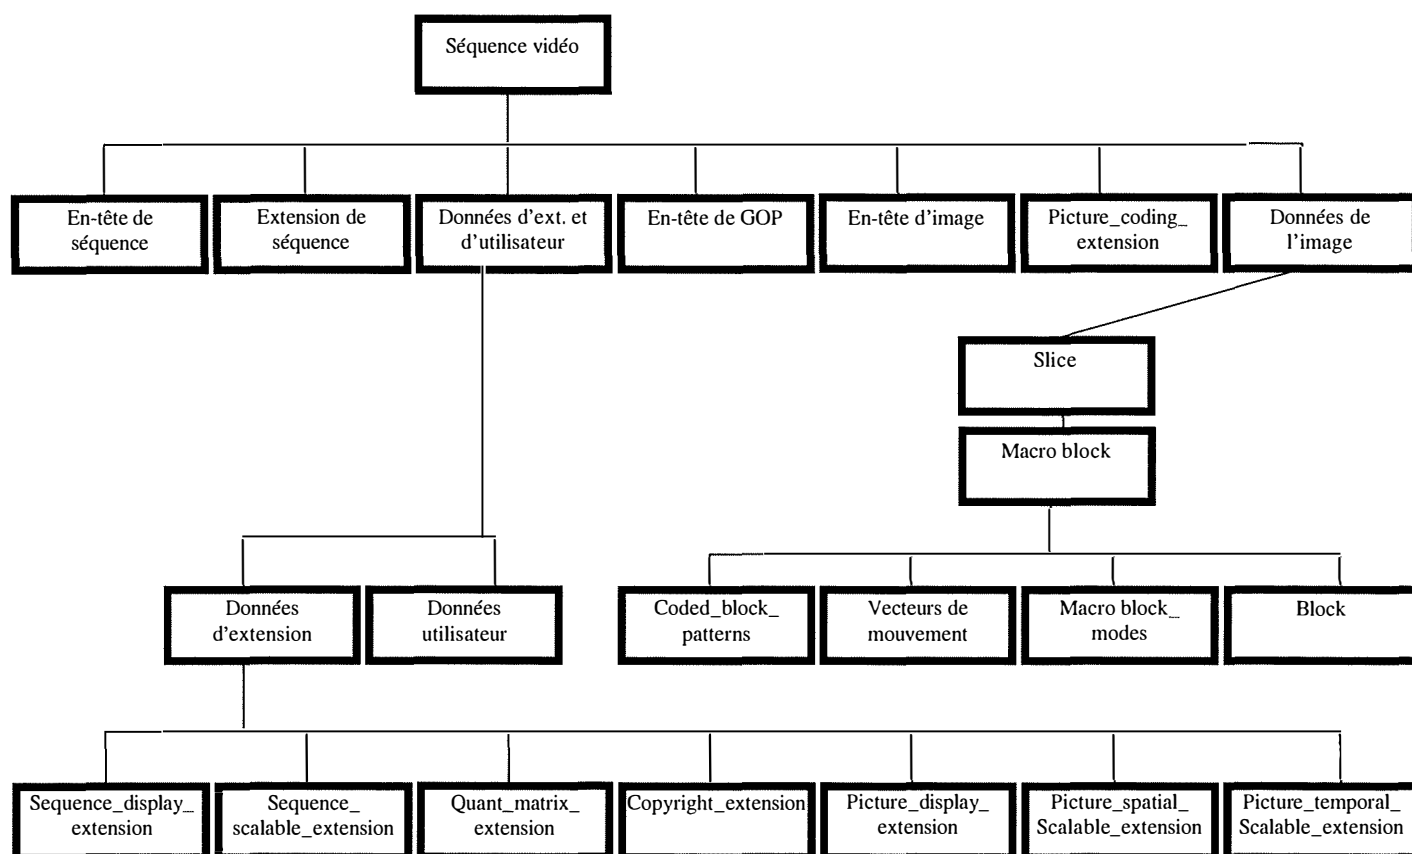 Séquence vidéo
En-tête de
séquence
Extension de
séquence
Données d'ext. et
d'utilisateur
En-tête de GOP
En-tête d'image
Picture_coding_
extension
Données de
l'image
Slice
Macro block
Données
d'extension
Données
utilisateur
Coded_block_
patterns
Vecteurs de
mouvement
Macro block_
modes
Block
Sequence_display_
extension
Sequence_
scalable_extension
Quant_matrix_
extension
Copyright_extension
Picture_display_
extension
Picture_spatial_
Scalable_extension
Picture_temporal_
Scalable_extension